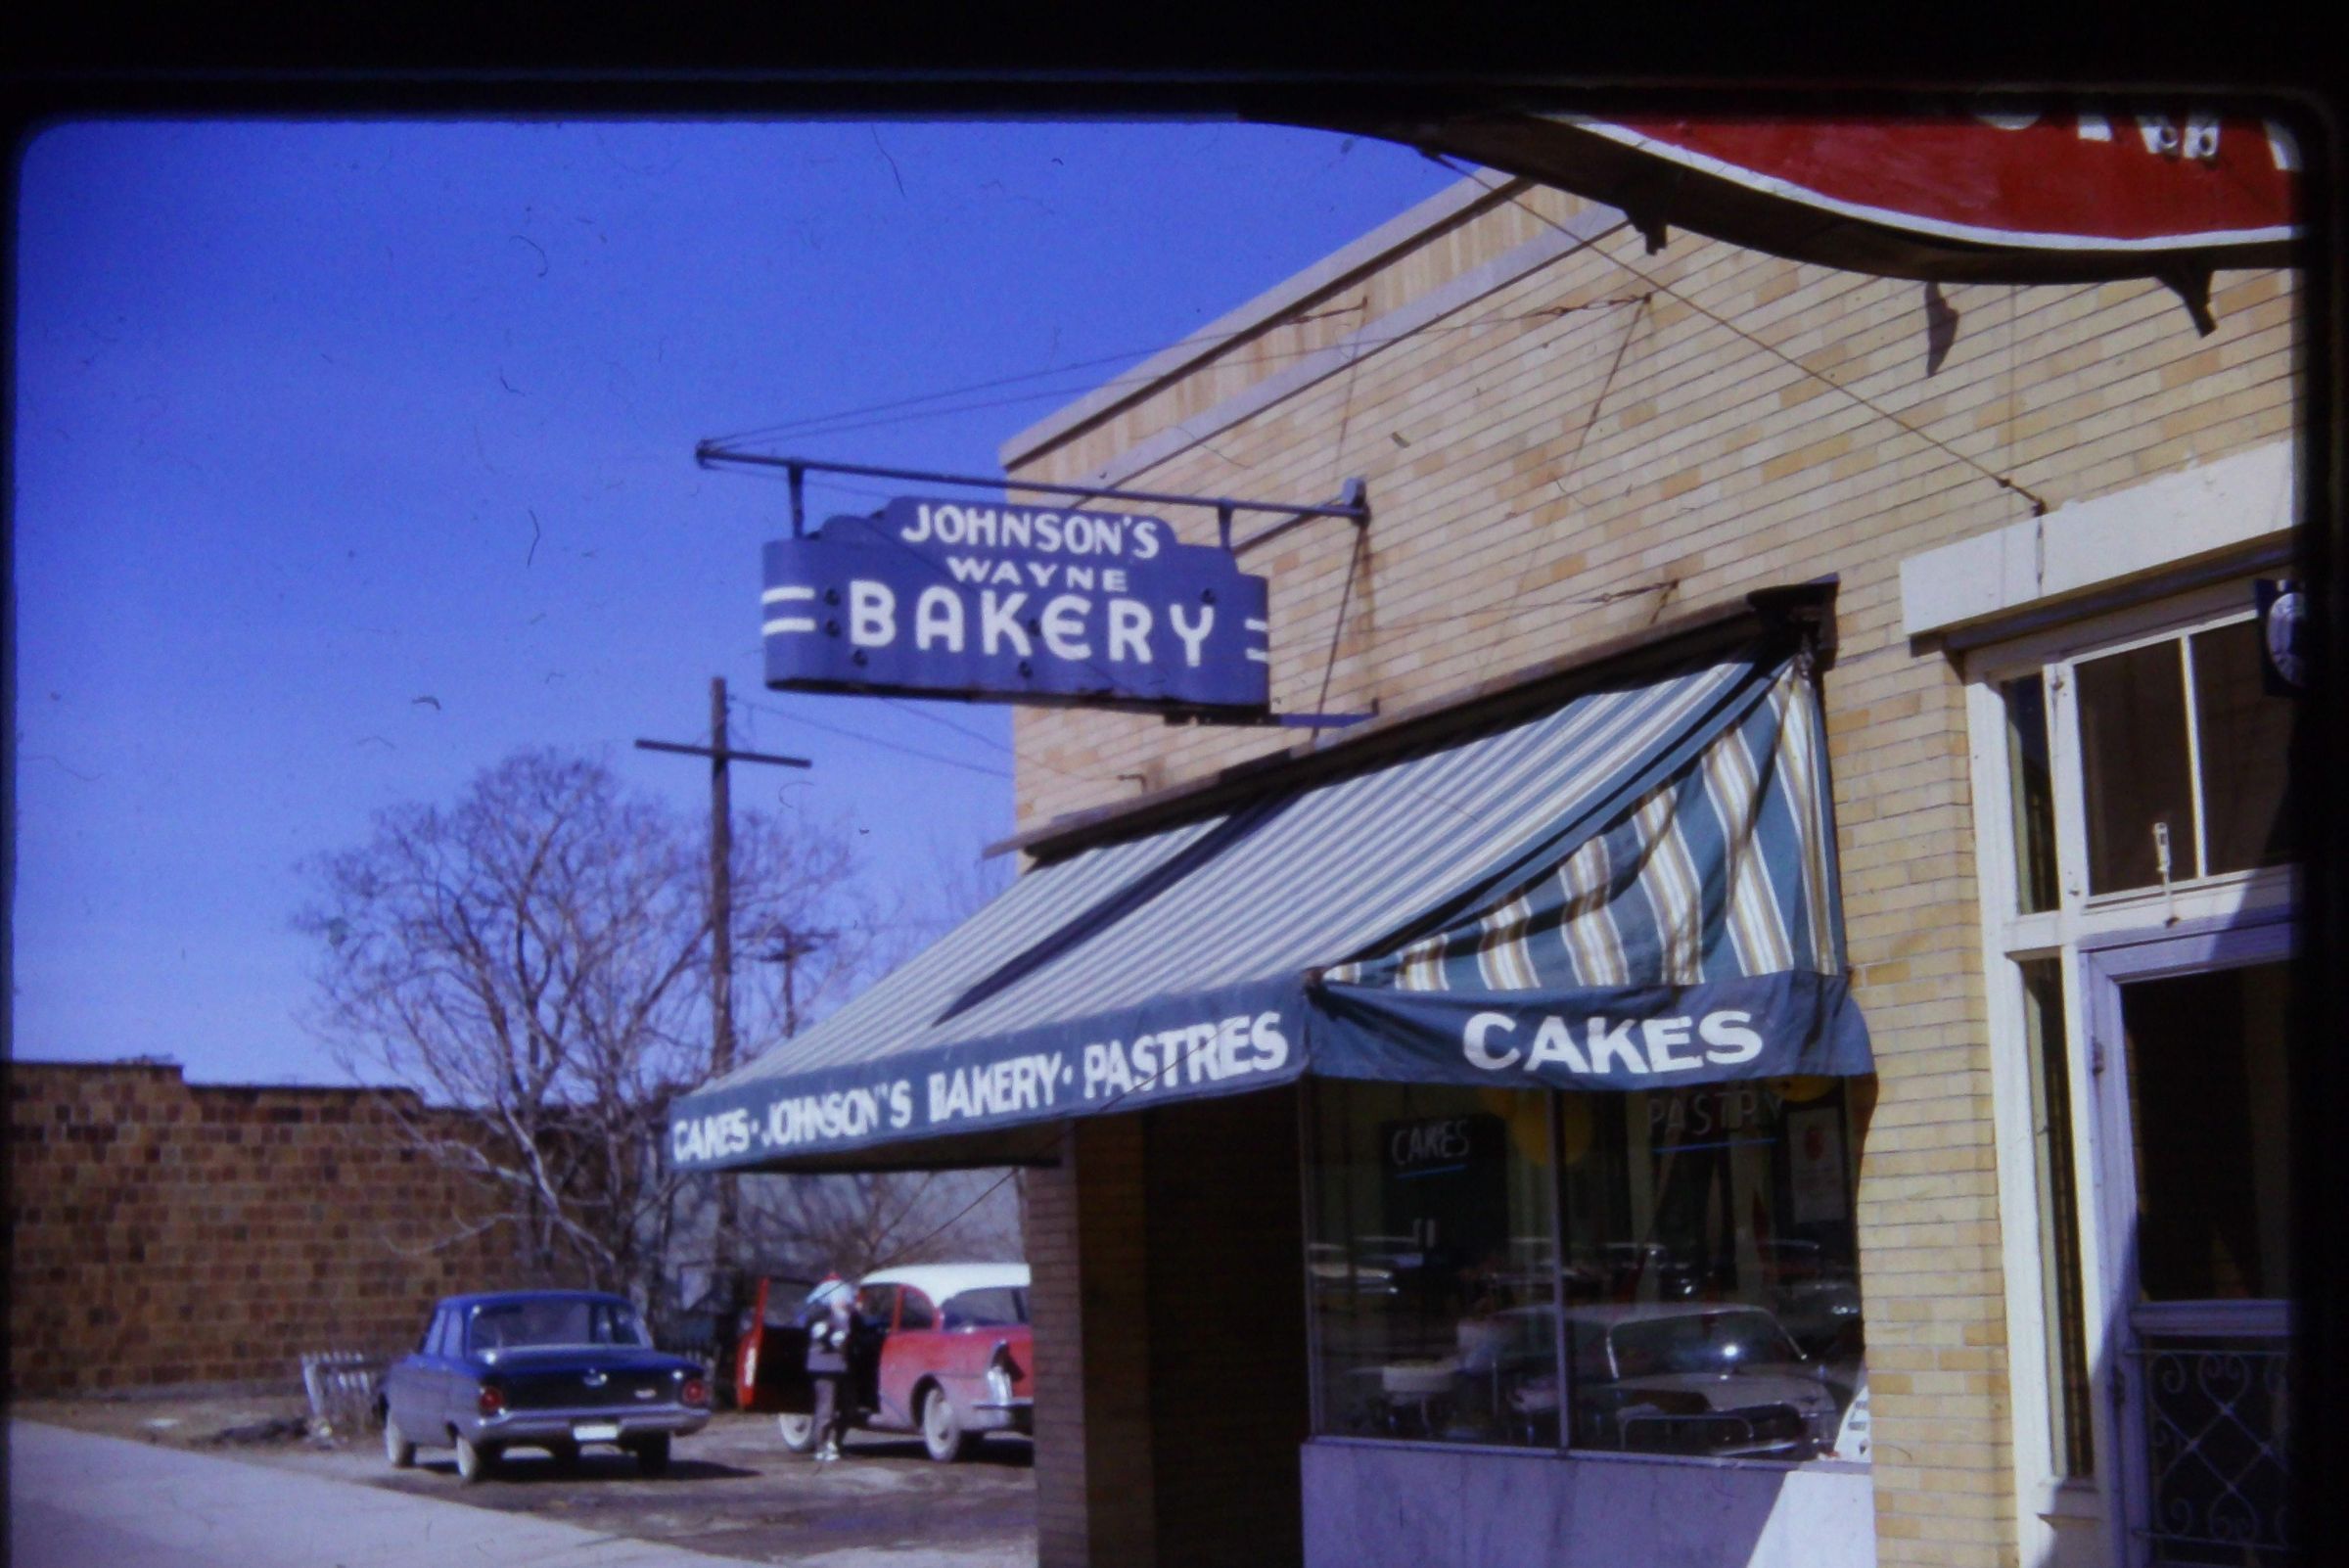 JOHNSON'S
WAYNE
BAKERY
CAKES · JOHNSON'S BAKERY · PASTRES
CAKES
CAKES
PASTRY